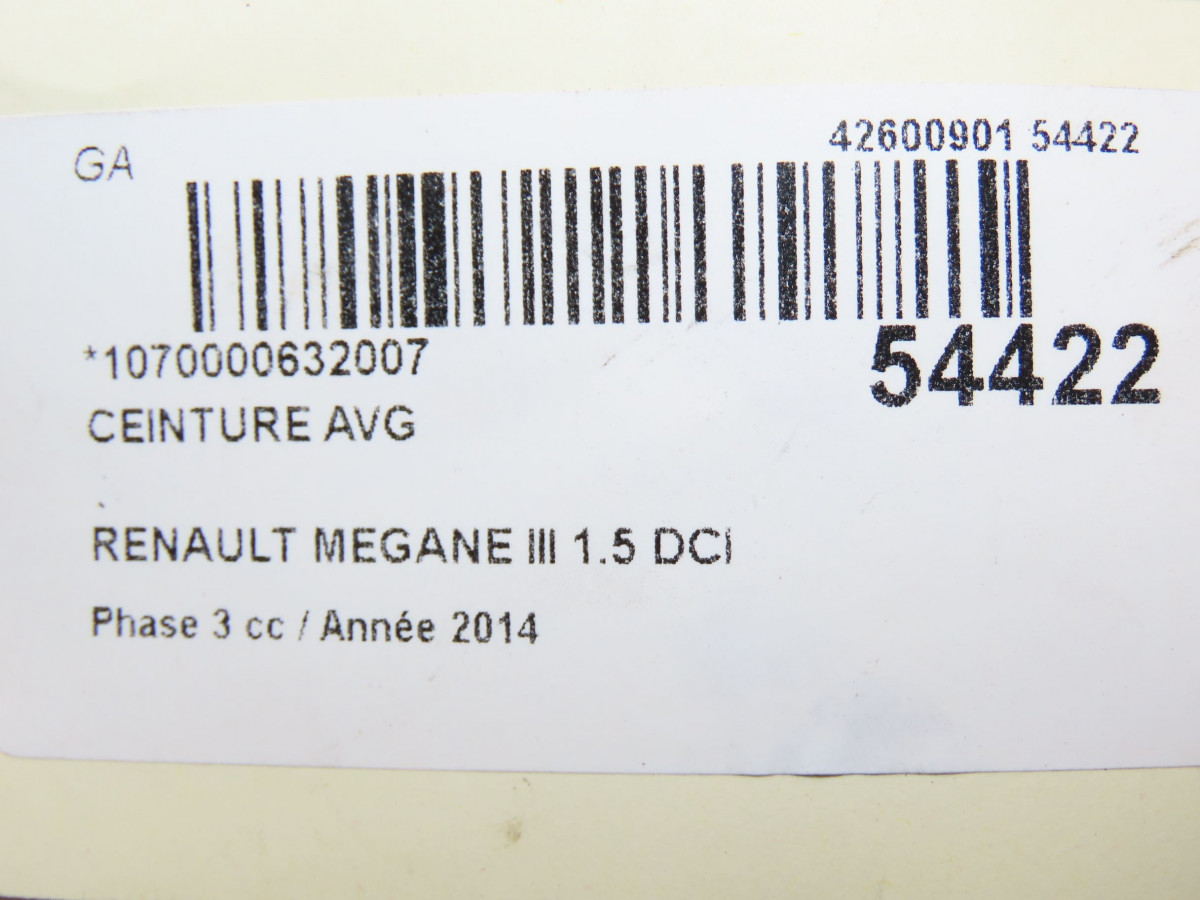 GA
42600901 54422
*1070000632007
54422
CEINTURE AVG
RENAULT MEGANE III 1.5 DCI
Phase 3 cc / Année 2014